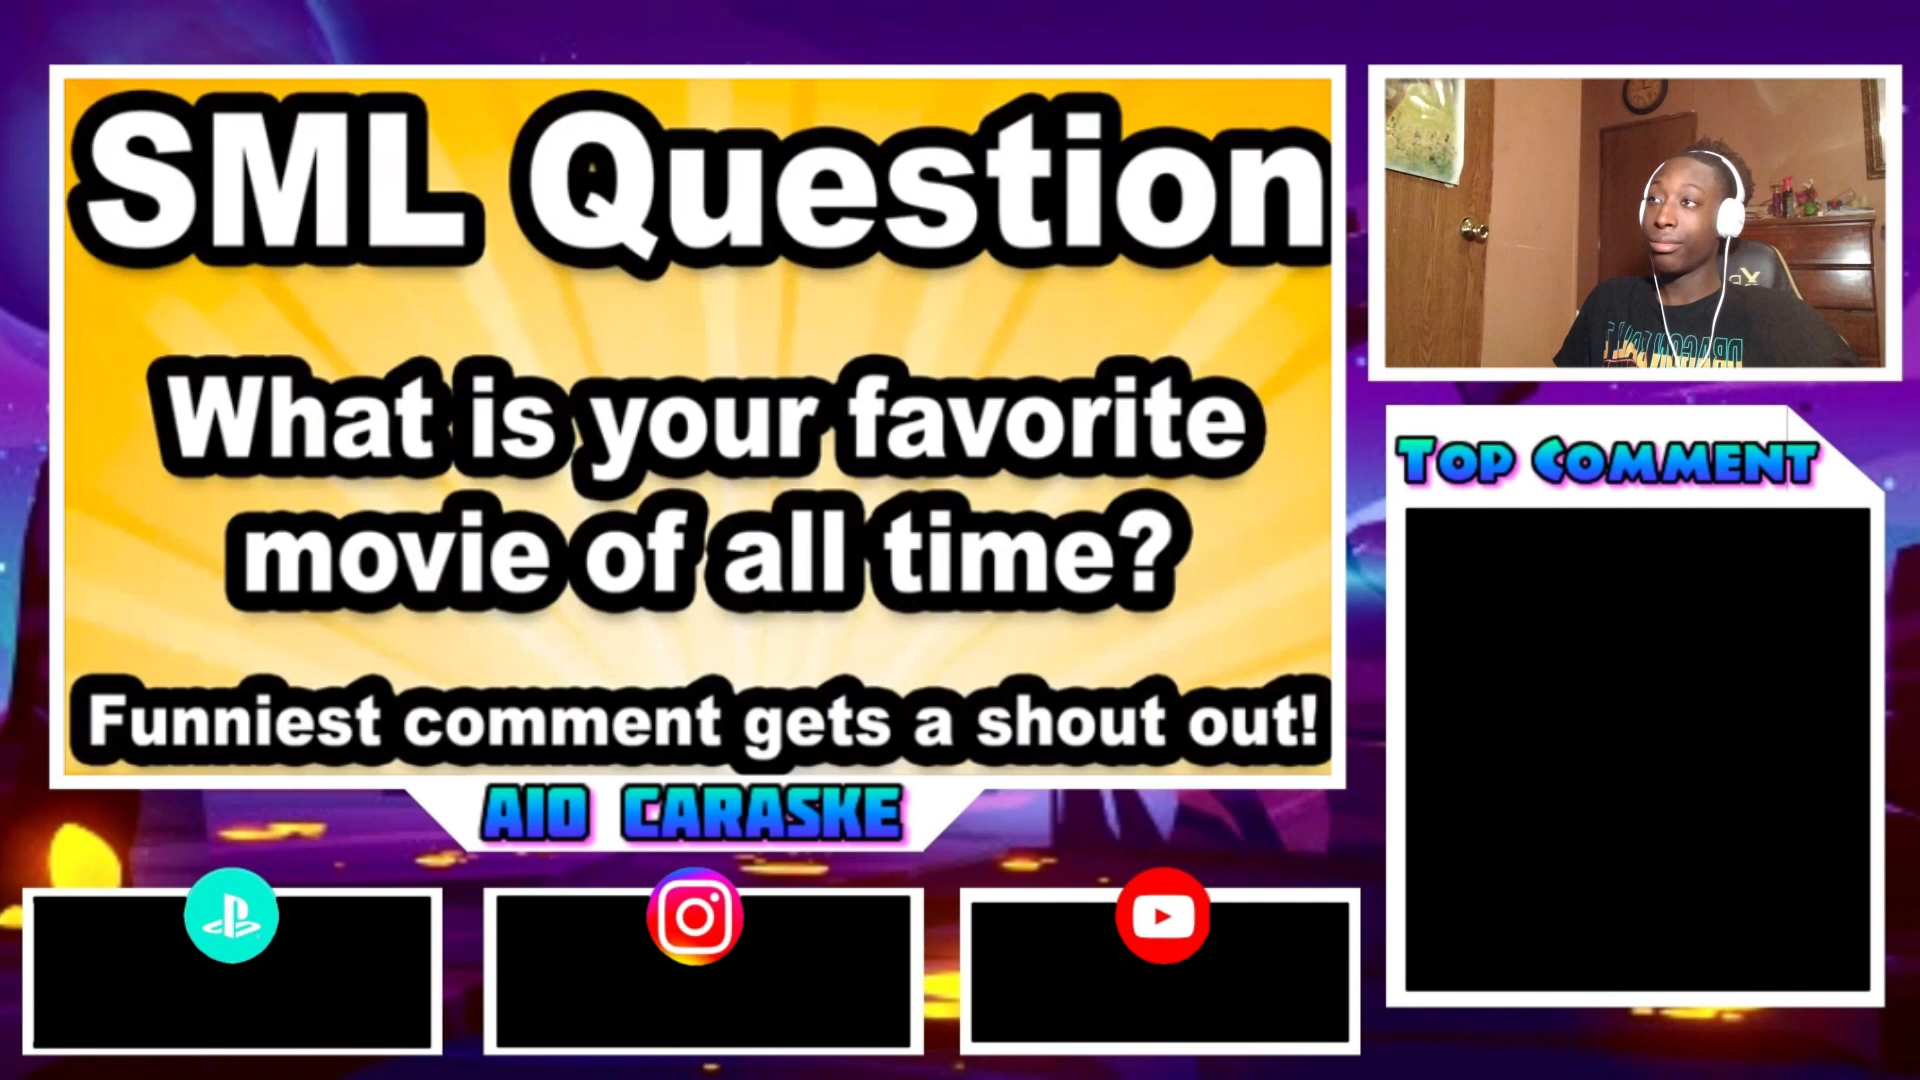 SML Question
What is your favorite
movie of all time?
Funniest comment gets a shout out!
AIO CARASKE
TOP COMMENT